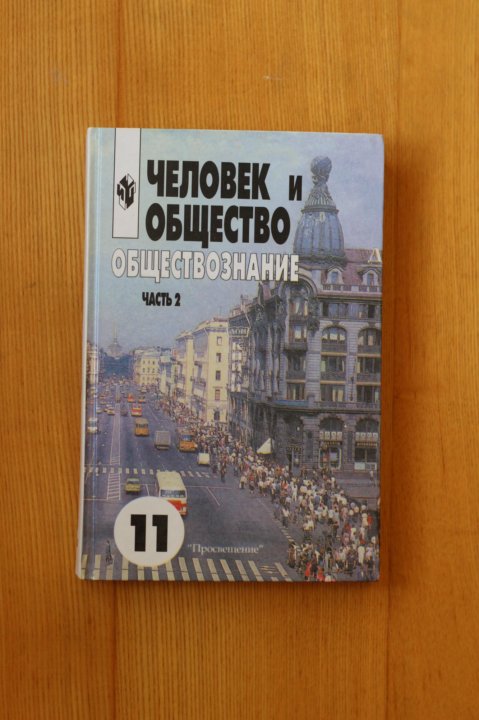 ЧЕЛОВЕК и
ОБЩЕСТВО
ОБЩЕСТВОЗНАНИЕ
ЧАСТЬ 2
11
"Просвещение"